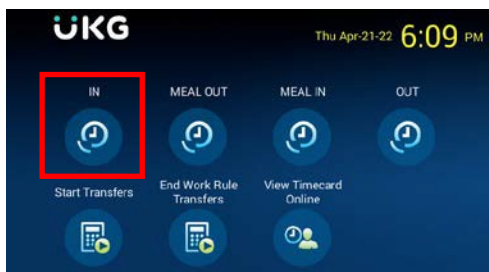 UKG
Thu Apr-21-22 6:09 PM
IN MEAL OUT MEAL IN OUT
Start Transfers End Work Rule Transfers View Timecard Online